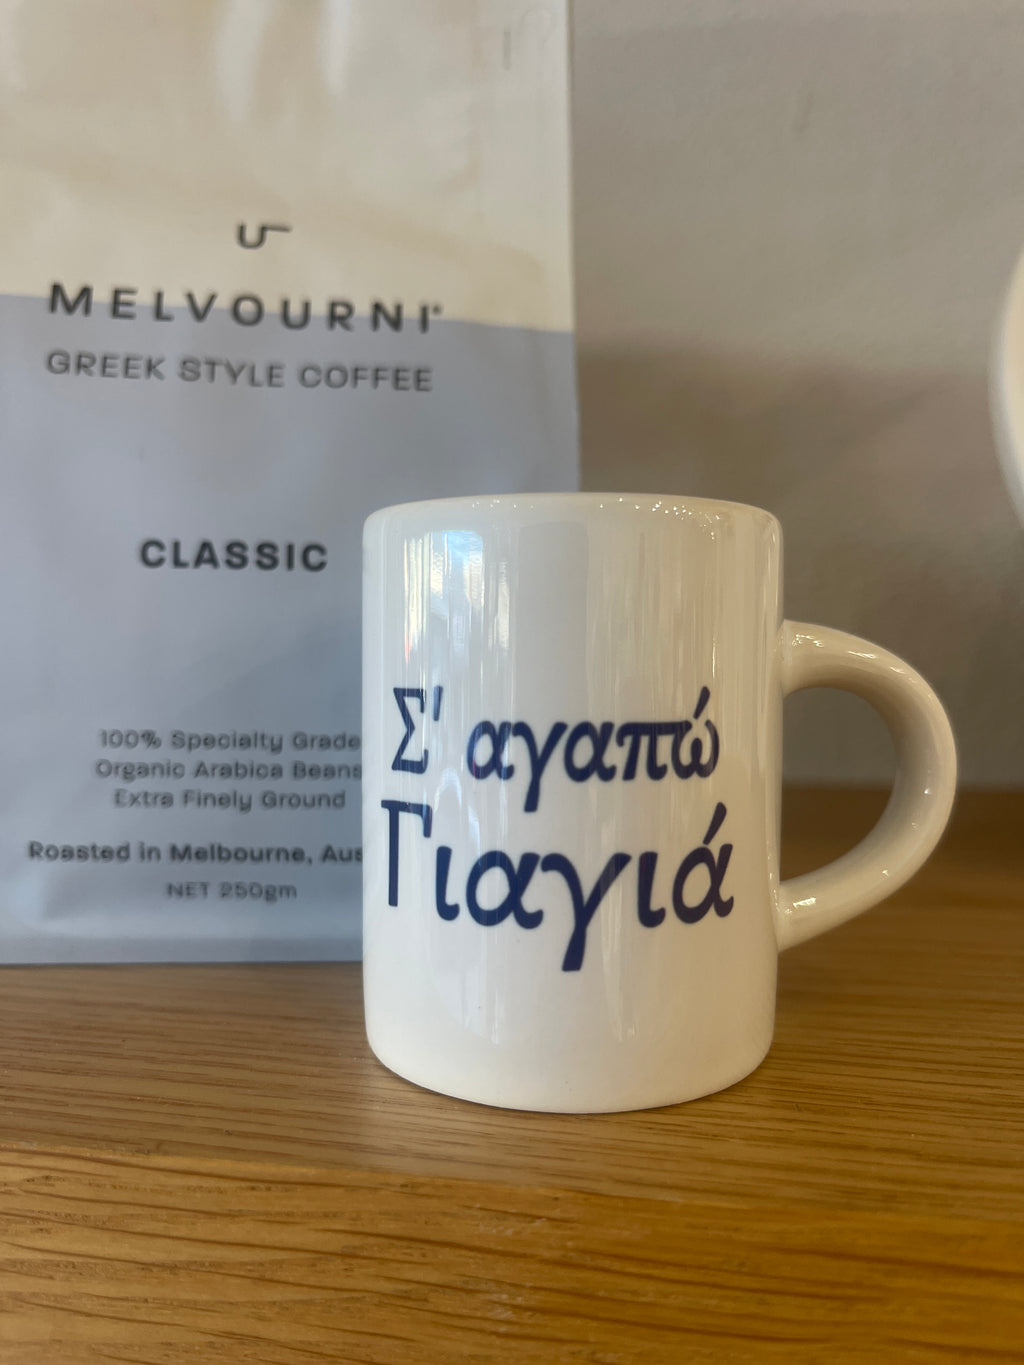 MELVOURNI®
GREEK STYLE COFFEE
CLASSIC
100% Specialty Grade
Organic Arabica Beans
Extra Finely Ground
Roasted in Melbourne, Aus
NET 250gm
Σ' αγαπώ
Γιαγιά